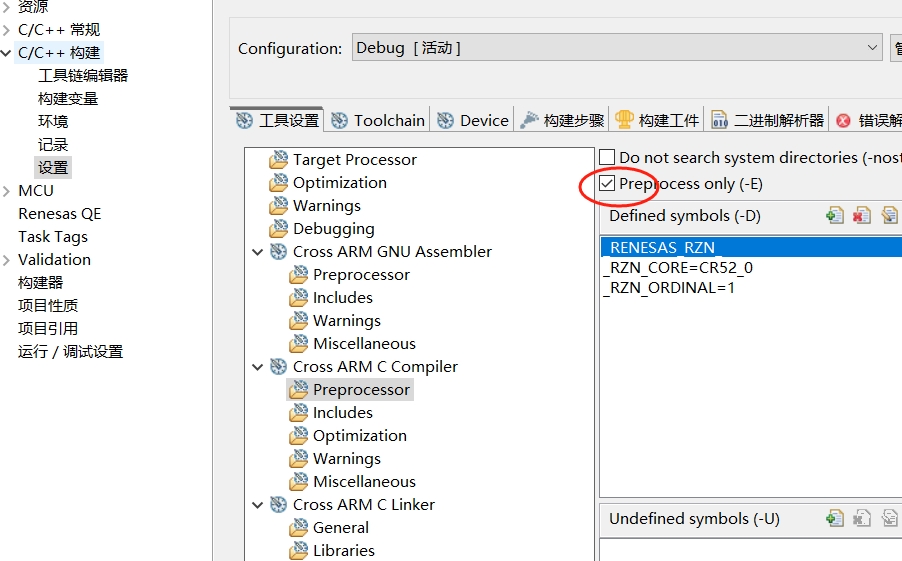 资源
C/C++ 常规
C/C++ 构建
工具链编辑器
构建变量
环境
记录
设置
MCU
Renesas QE
Task Tags
Validation
构建器
项目性质
项目引用
运行 / 调试设置
Configuration:
Debug [ 活动 ]
工具设置
Toolchain
Device
构建步骤
构建工件
二进制解析器
错误解
Target Processor
Optimization
Warnings
Debugging
Cross ARM GNU Assembler
Preprocessor
Includes
Warnings
Miscellaneous
Cross ARM C Compiler
Preprocessor
Includes
Optimization
Warnings
Miscellaneous
Cross ARM C Linker
General
Libraries
Do not search system directories (-nost
Preprocess only (-E)
Defined symbols (-D)
_RENESAS_RZN_
_RZN_CORE=CR52_0
_RZN_ORDINAL=1
Undefined symbols (-U)